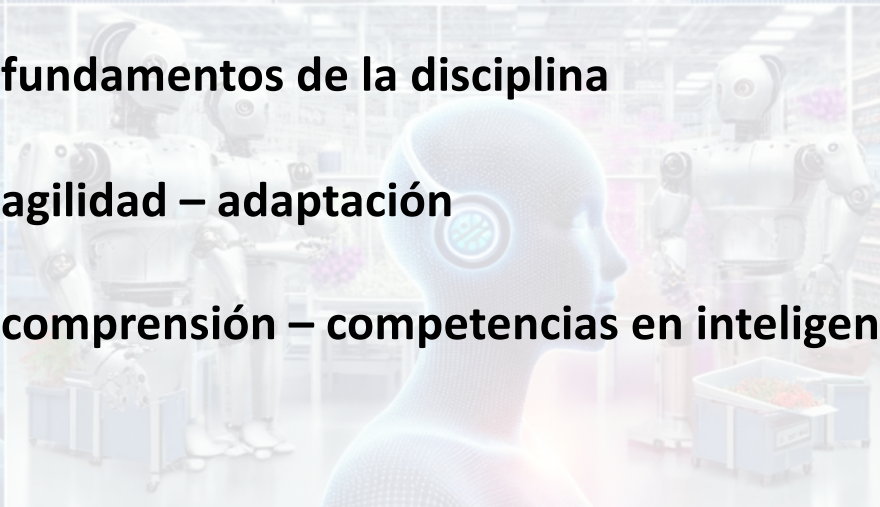 fundamentos de la disciplina
agilidad – adaptación
comprensión – competencias en inteligen